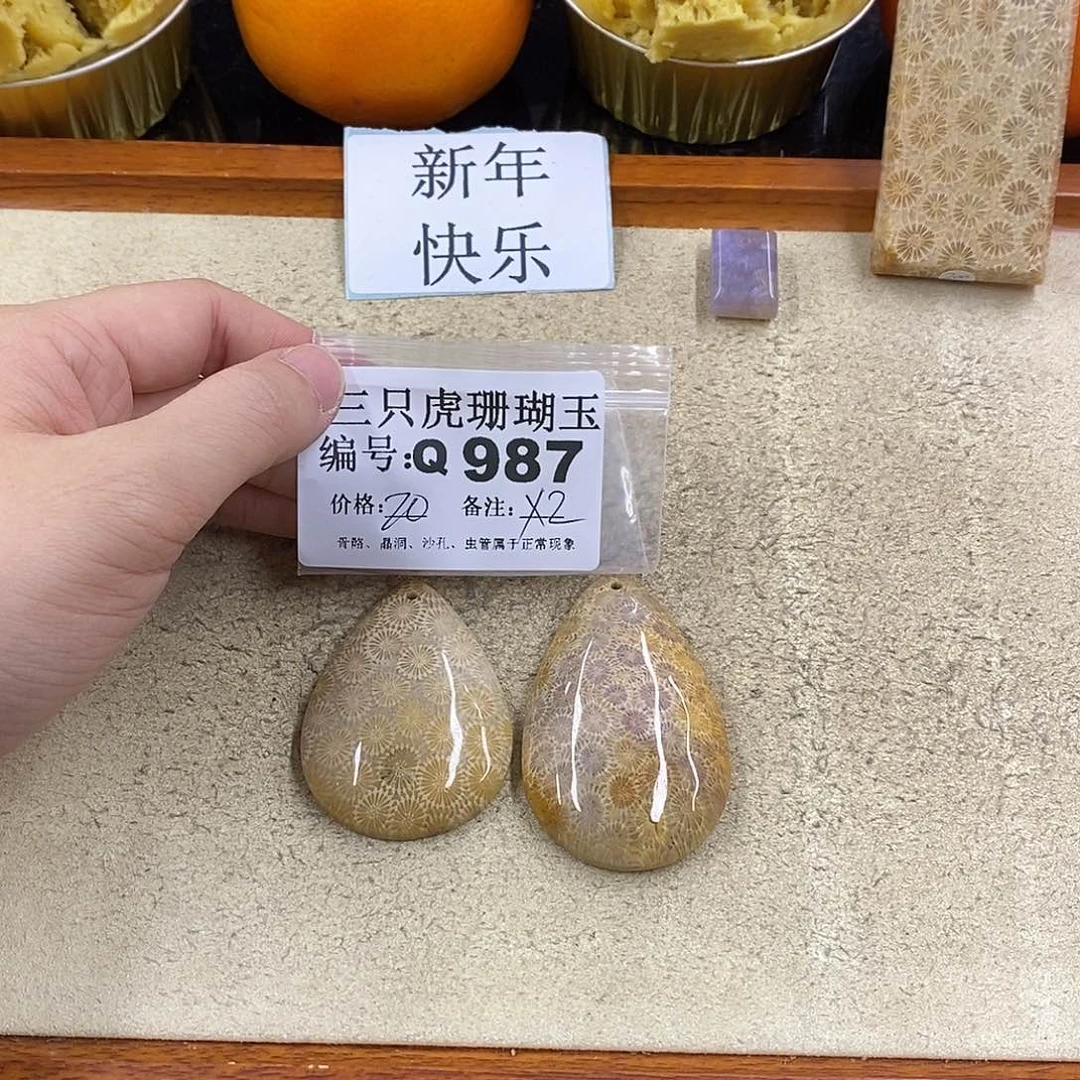 新年
快乐
三只虎珊瑚玉
编号:Q 987
价格:20 备注:X2
骨骼、晶洞、沙孔、虫管属于正常现象